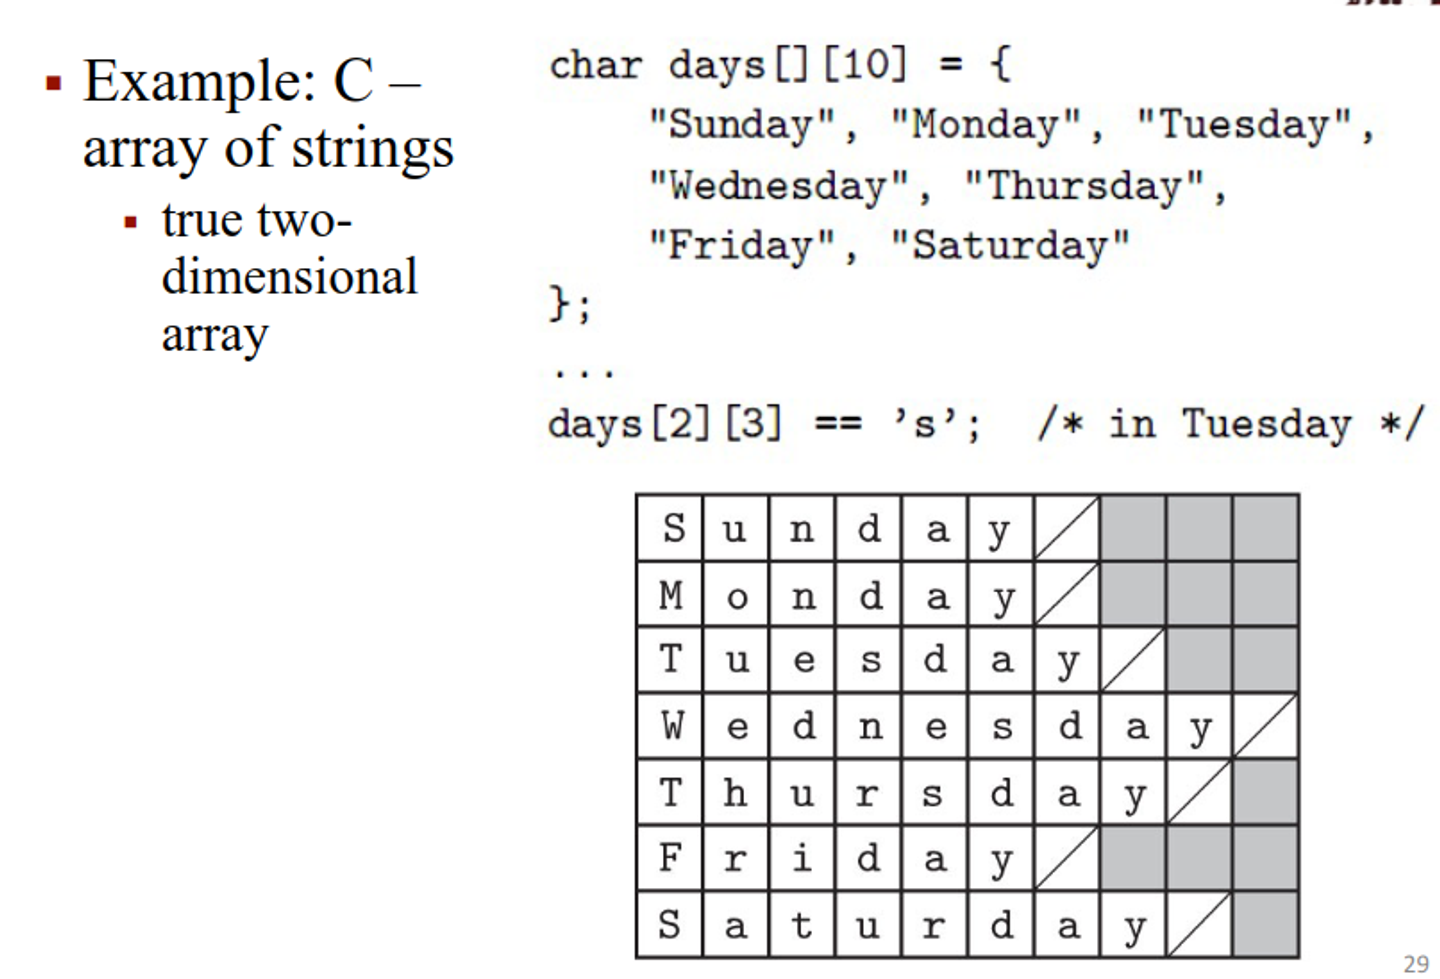 ▪ Example: C –
array of strings
▪ true two-
dimensional
array
char days[][10] = {
"Sunday", "Monday", "Tuesday",
"Wednesday", "Thursday",
"Friday", "Saturday"
};
...
days[2][3] == ’s’; /* in Tuesday */
S u n d a y
M o n d a y
T u e s d a y
W e d n e s d a y
T h u r s d a y
F r i d a y
S a t u r d a y
29